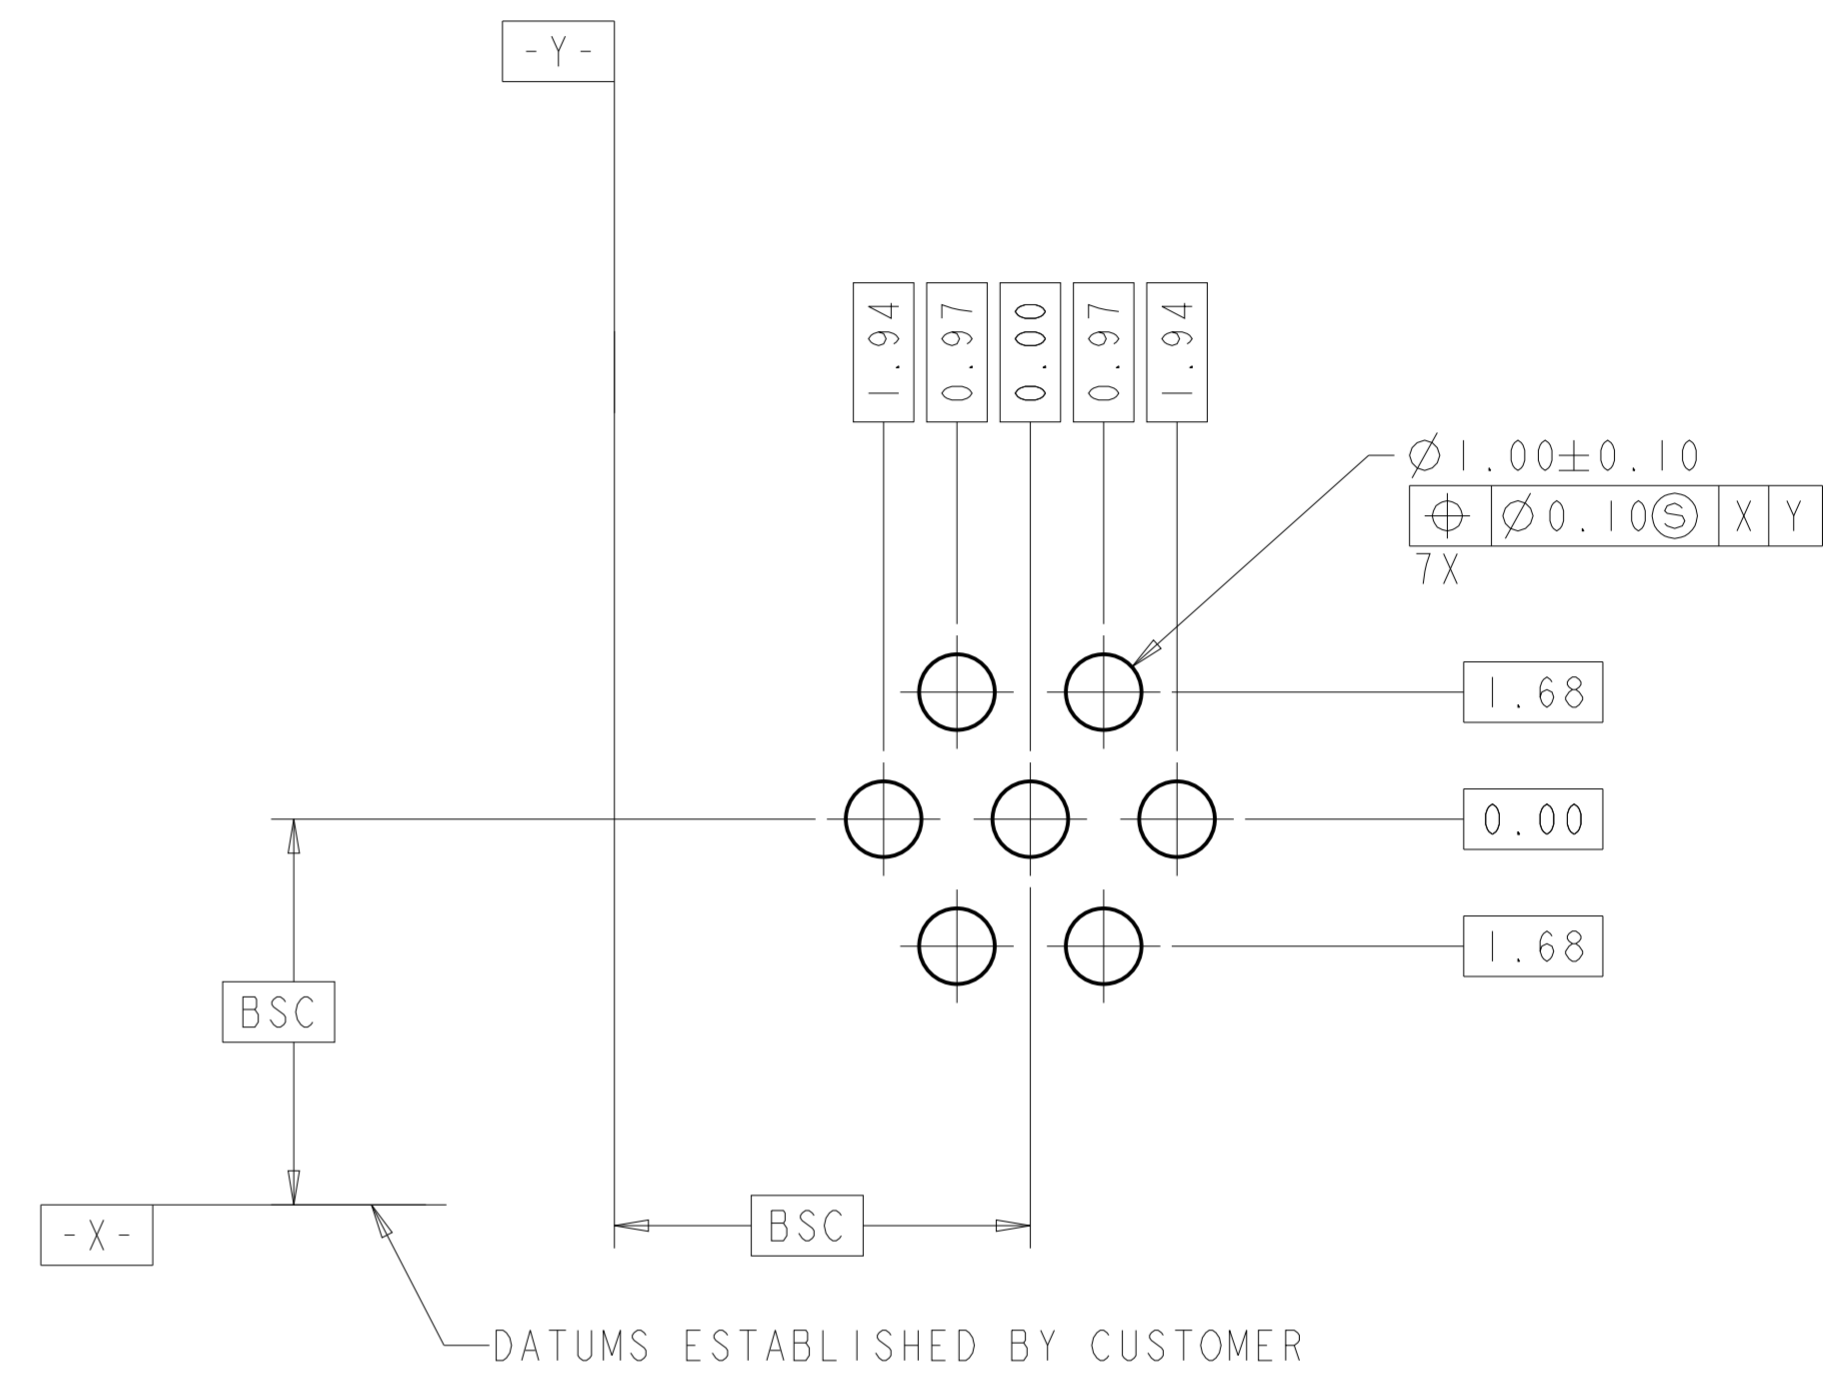 -Y-
1.94
0.97
0.00
0.97
1.94
Ø1.00±0.10
⌖ Ø0.10Ⓢ X Y
7X
1.68
0.00
1.68
BSC
BSC
-X-
DATUMS ESTABLISHED BY CUSTOMER